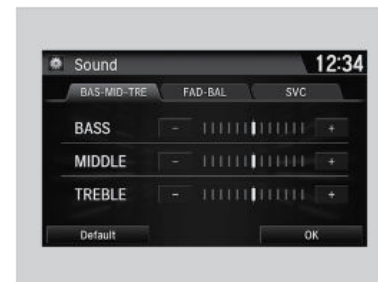 Sound 12:34
BAS-MID-TRE FAD-BAL SVC
BASS - +
MIDDLE - +
TREBLE - +
Default OK